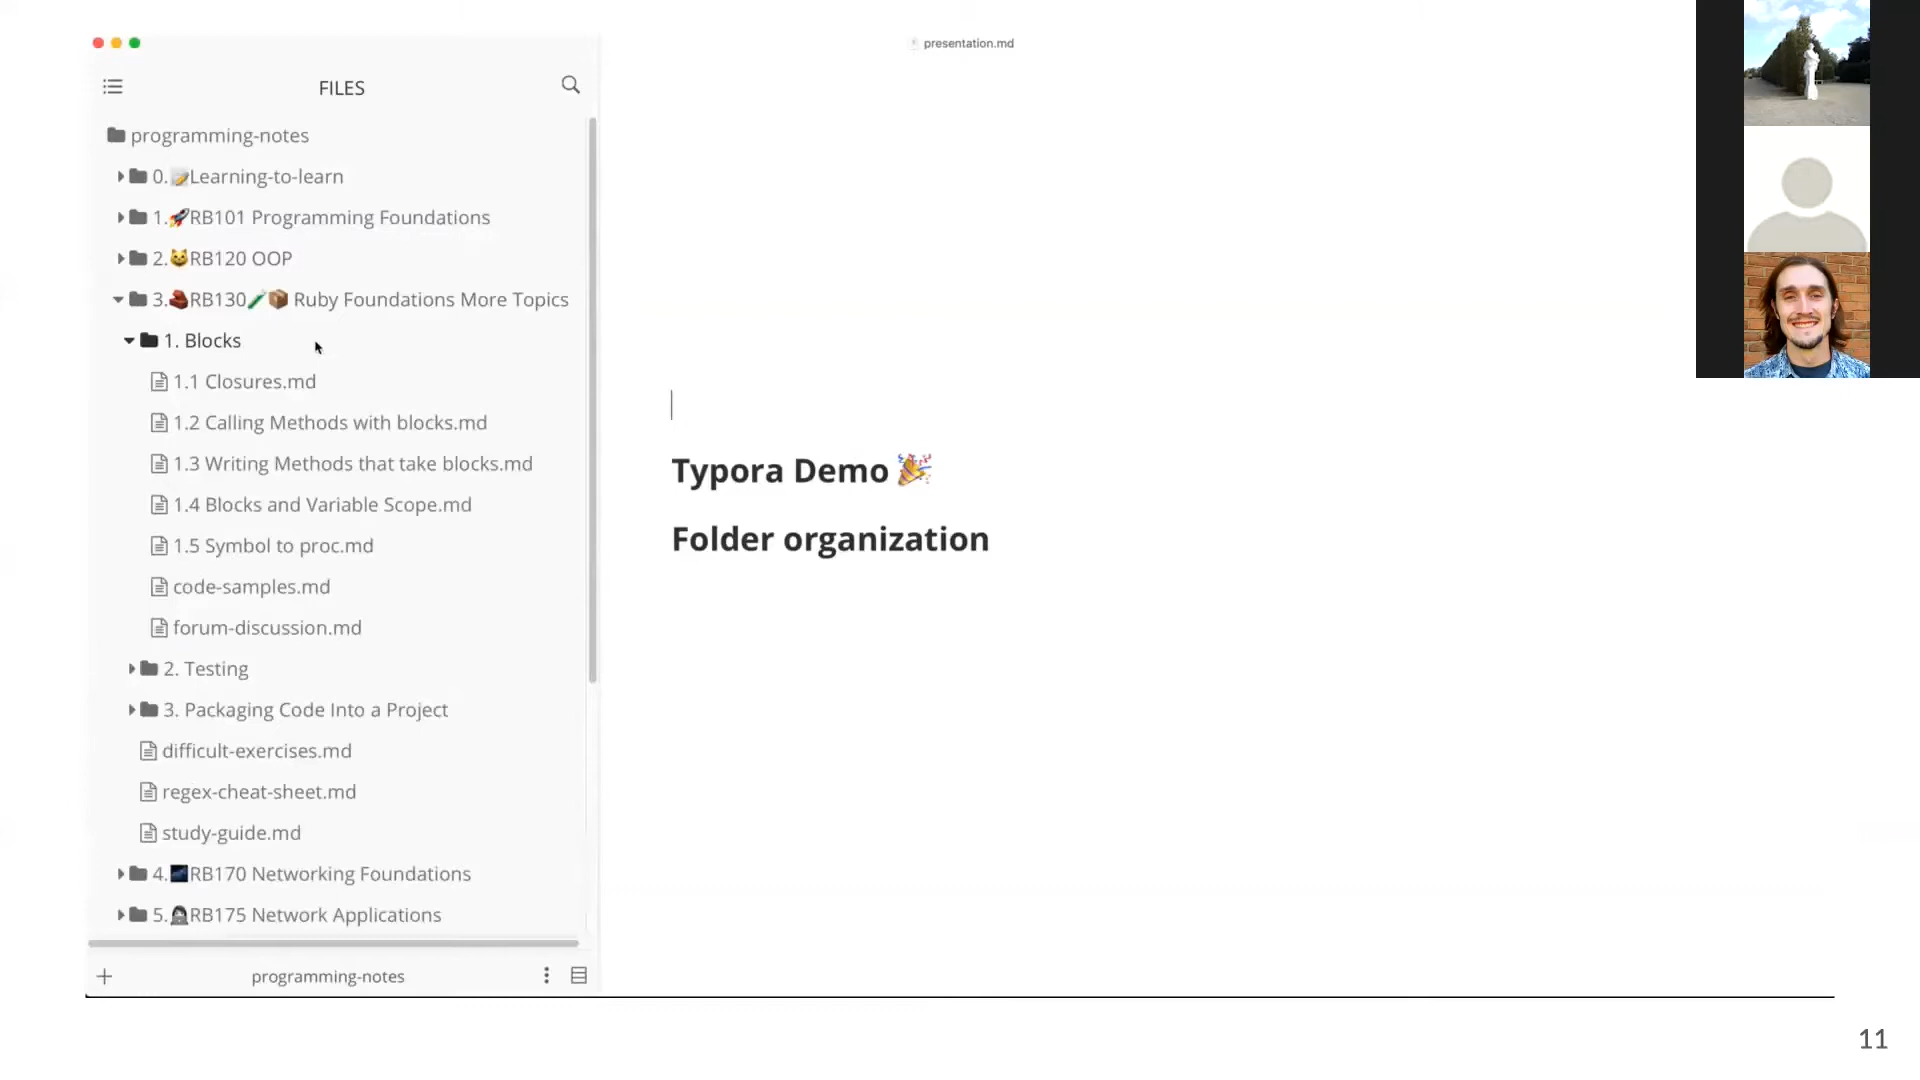 presentation.md
FILES
programming-notes
0.📝Learning-to-learn
1.🚀RB101 Programming Foundations
2.😺RB120 OOP
3.🧱RB130🧪📦 Ruby Foundations More Topics
1. Blocks
1.1 Closures.md
1.2 Calling Methods with blocks.md
1.3 Writing Methods that take blocks.md
1.4 Blocks and Variable Scope.md
1.5 Symbol to proc.md
code-samples.md
forum-discussion.md
2. Testing
3. Packaging Code Into a Project
difficult-exercises.md
regex-cheat-sheet.md
study-guide.md
4.🌌RB170 Networking Foundations
5.👩‍💻RB175 Network Applications
programming-notes
Typora Demo 🎉
Folder organization
11